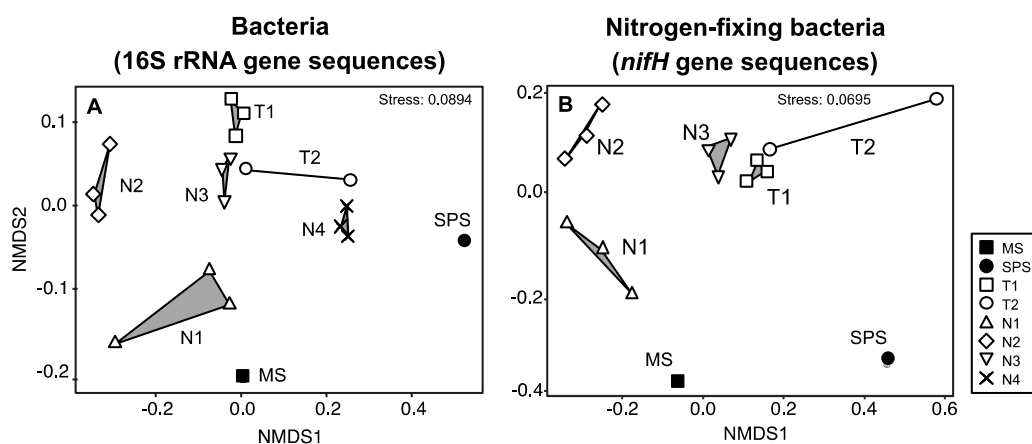 Bacteria
(16S rRNA gene sequences)
A
Stress: 0.0894
T1
T2
N2
N3
N4
SPS
N1
MS
0.1
0.0
-0.1
-0.2
NMDS2
-0.2
0.0
0.2
0.4
NMDS1
Nitrogen-fixing bacteria
(nifH gene sequences)
B
Stress: 0.0695
N3
N2
T2
T1
N1
SPS
MS
0.2
0.0
-0.2
-0.4
-0.2
0.0
0.2
0.4
0.6
NMDS1
MS
SPS
T1
T2
N1
N2
N3
N4